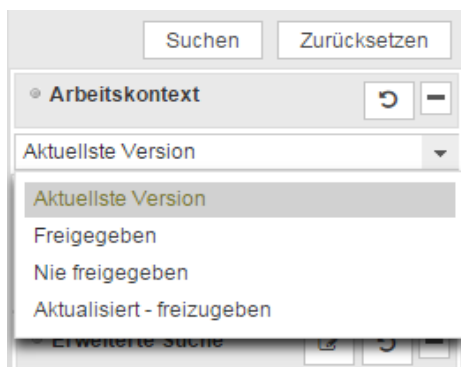 Suchen Zurücksetzen
Arbeitskontext
Aktuellste Version
Aktuellste Version
Freigegeben
Nie freigegeben
Aktualisiert - freizugeben
Erweiterte Suche